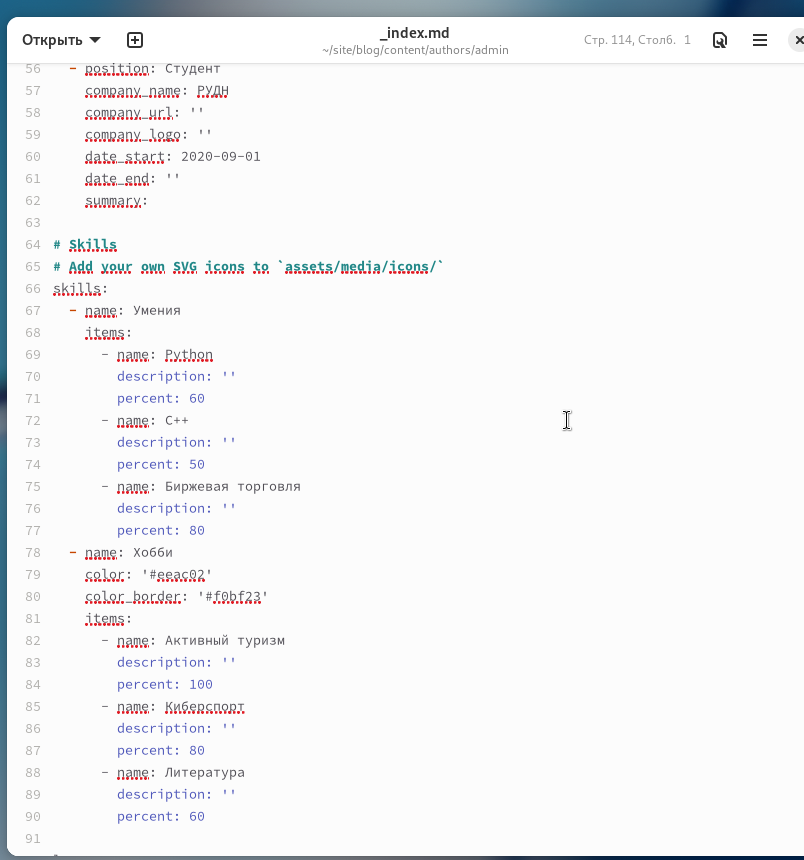 Открыть
_index.md
~/site/blog/content/authors/admin
Стр. 114, Столб. 1
56 - position: Студент
57 company_name: РУДН
58 company_url: ''
59 company_logo: ''
60 date_start: 2020-09-01
61 date_end: ''
62 summary:
63
64 # Skills
65 # Add your own SVG icons to `assets/media/icons/`
66 skills:
67 - name: Умения
68 items:
69 - name: Python
70 description: ''
71 percent: 60
72 - name: C++
73 description: ''
74 percent: 50
75 - name: Биржевая торговля
76 description: ''
77 percent: 80
78 - name: Хобби
79 color: '#eeac02'
80 color_border: '#f0bf23'
81 items:
82 - name: Активный туризм
83 description: ''
84 percent: 100
85 - name: Киберспорт
86 description: ''
87 percent: 80
88 - name: Литература
89 description: ''
90 percent: 60
91